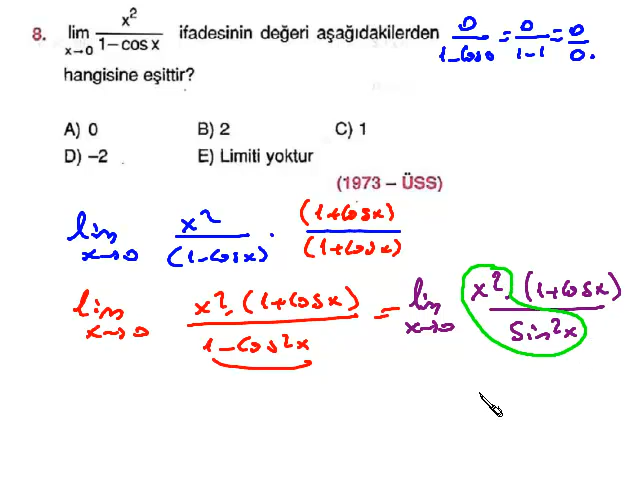 8. lim x→0 x²/(1 – cos x) ifadesinin değeri aşağıdakilerden 0/(1-Cos0) = 0/(1-1) = 0/0.
hangisine eşittir?
A) 0 B) 2 C) 1
D) –2 E) Limiti yoktur
(1973 – ÜSS)
lim x→0 x²/(1-Cosx) · (1+Cosx)/(1+Cosx)
lim x→0 x².(1+Cosx)/(1-Cos²x) = lim x→0 x².(1+Cosx)/Sin²x